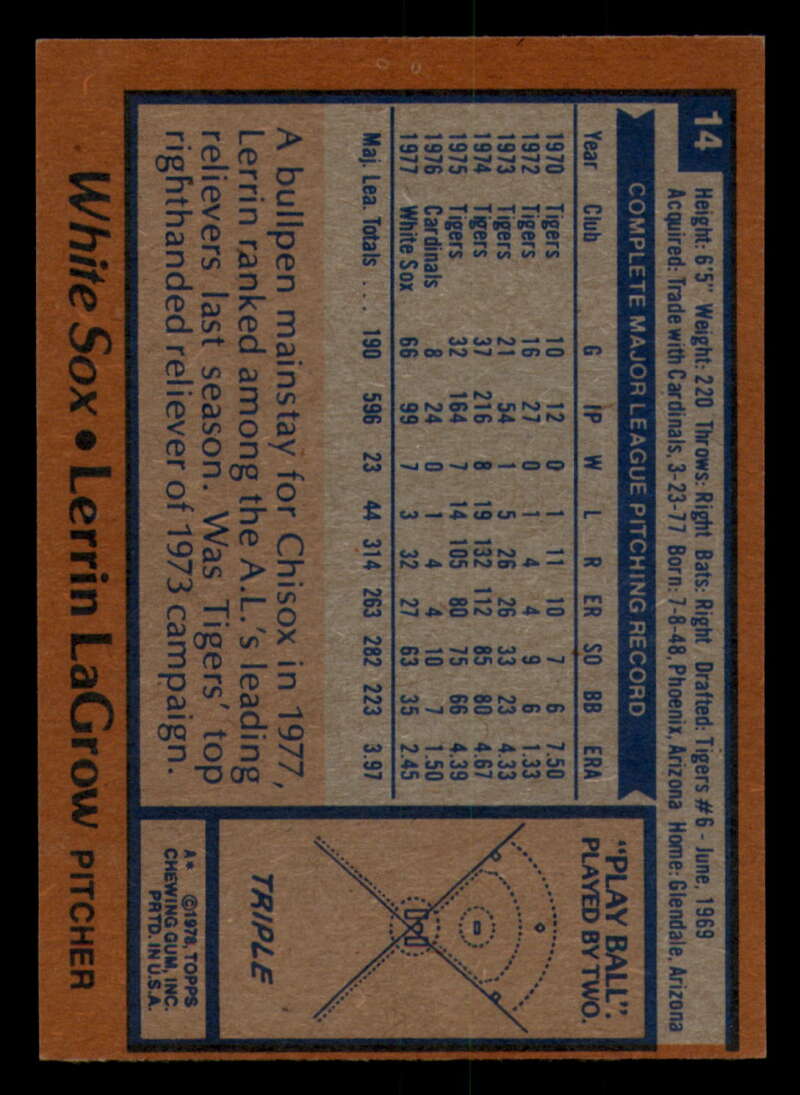 14
Height: 6'5" Weight: 220 Throws: Right Bats: Right Drafted: Tigers #6 - June, 1969
Acquired: Trade with Cardinals, 3-23-77 Born: 7-8-48, Phoenix, Arizona Home: Glendale, Arizona
COMPLETE MAJOR LEAGUE PITCHING RECORD
Year Club G IP W L R ER SO BB ERA
1970 Tigers 10 12 0 1 11 10 7 6 7.50
1972 Tigers 16 27 0 1 4 4 9 6 1.33
1973 Tigers 21 54 1 5 26 26 33 23 4.33
1974 Tigers 37 216 8 19 132 112 85 80 4.67
1975 Tigers 32 164 7 14 105 80 75 66 4.39
1976 Cardinals 8 24 0 1 4 4 10 7 1.50
1977 White Sox 66 99 7 3 32 27 63 35 2.45
Maj. Lea. Totals ... 190 596 23 44 314 263 282 223 3.97
A bullpen mainstay for Chisox in 1977,
Lerrin ranked among the A.L.'s leading
relievers last season. Was Tigers' top
righthanded reliever of 1973 campaign.
"PLAY BALL".
PLAYED BY TWO.
TRIPLE
A* ©1978, TOPPS
CHEWING GUM, INC.
PRTD. IN U.S.A.
White Sox • Lerrin LaGrow PITCHER